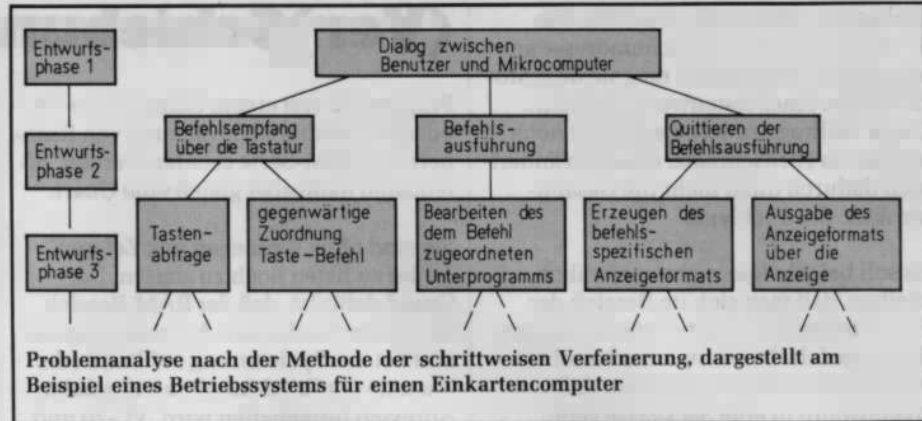 Entwurfs-
phase 1
Dialog zwischen
Benutzer und Mikrocomputer
Entwurfs-
phase 2
Befehlsempfang
über die Tastatur
Befehls-
ausführung
Quittieren der
Befehlsausführung
Entwurfs-
phase 3
Tasten-
abfrage
gegenwärtige
Zuordnung
Taste-Befehl
Bearbeiten des
dem Befehl
zugeordneten
Unterprogramms
Erzeugen des
befehls-
spezifischen
Anzeigeformats
Ausgabe des
Anzeigeformats
über die
Anzeige
Problemanalyse nach der Methode der schrittweisen Verfeinerung, dargestellt am
Beispiel eines Betriebssystems für einen Einkartencomputer